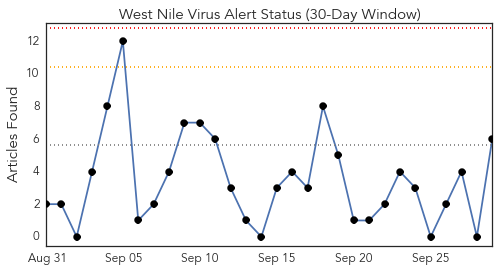 West Nile Virus Alert Status (30-Day Window)
Articles Found
12
10
8
6
4
2
0
Aug 31 Sep 05 Sep 10 Sep 15 Sep 20 Sep 25